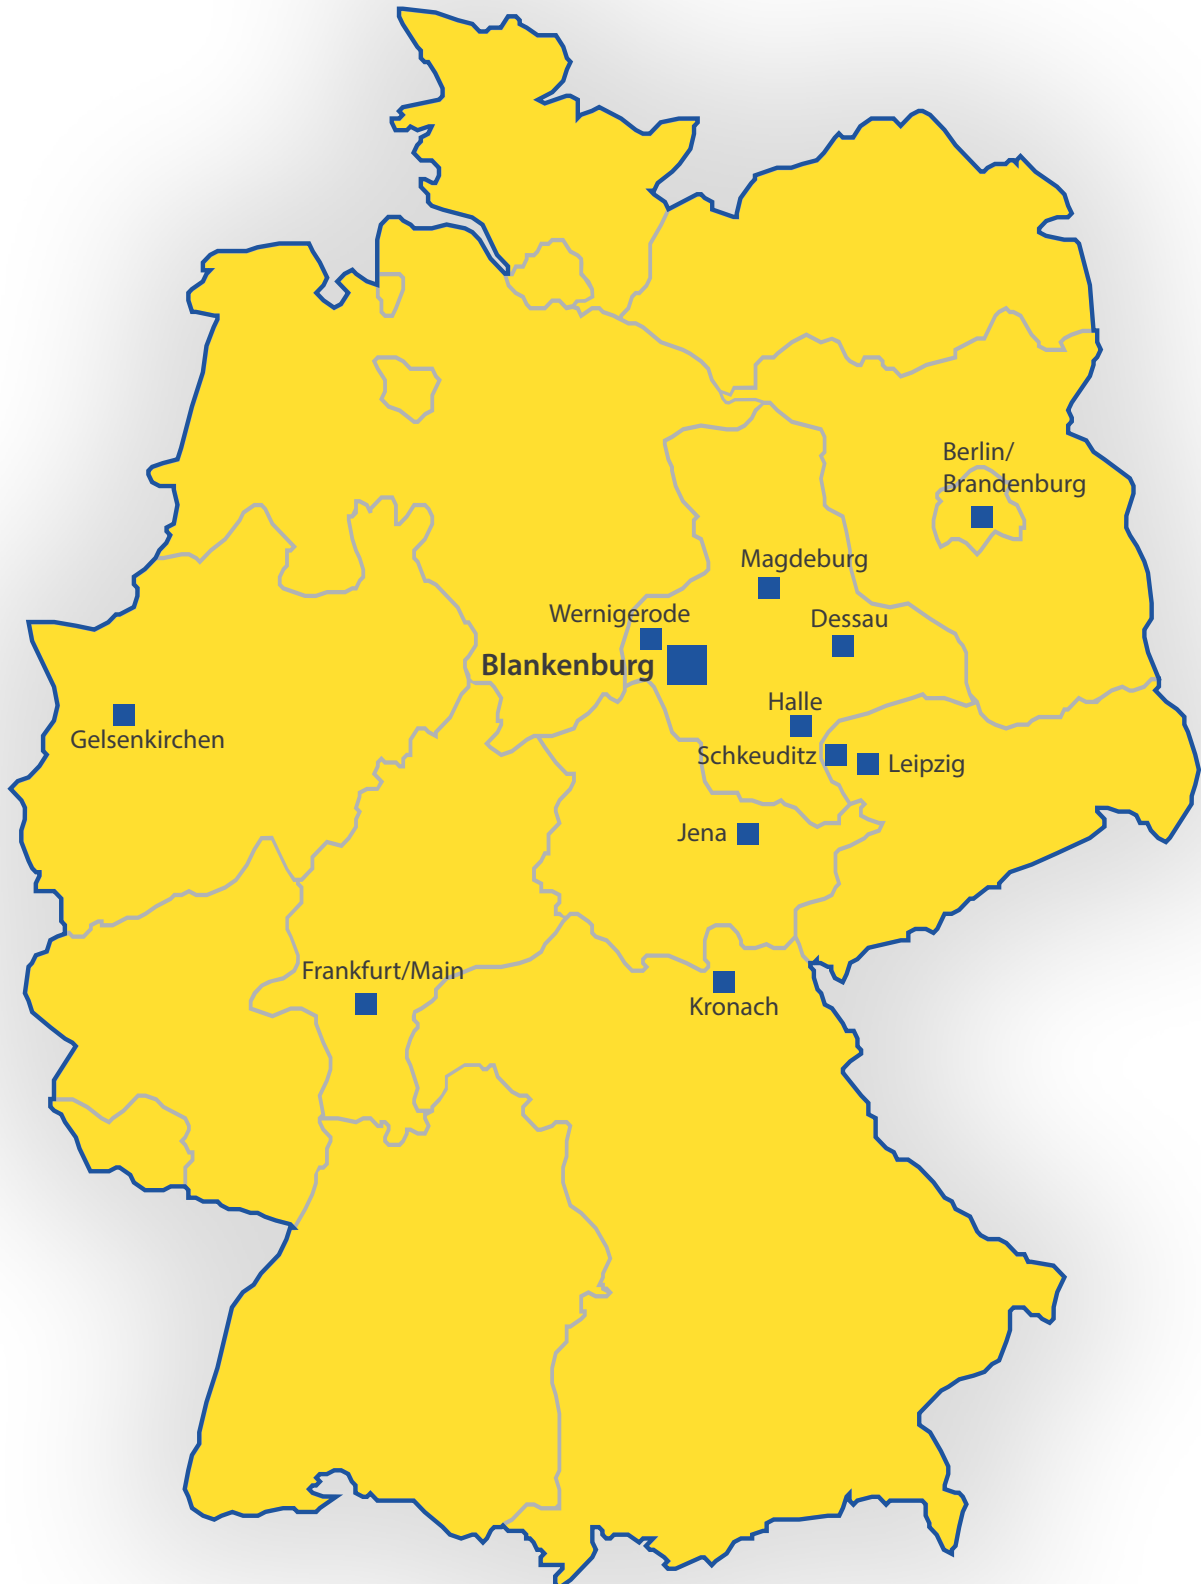 Berlin/
Brandenburg
Magdeburg
Wernigerode
Dessau
Blankenburg
Halle
Gelsenkirchen
Schkeuditz
Leipzig
Jena
Frankfurt/Main
Kronach